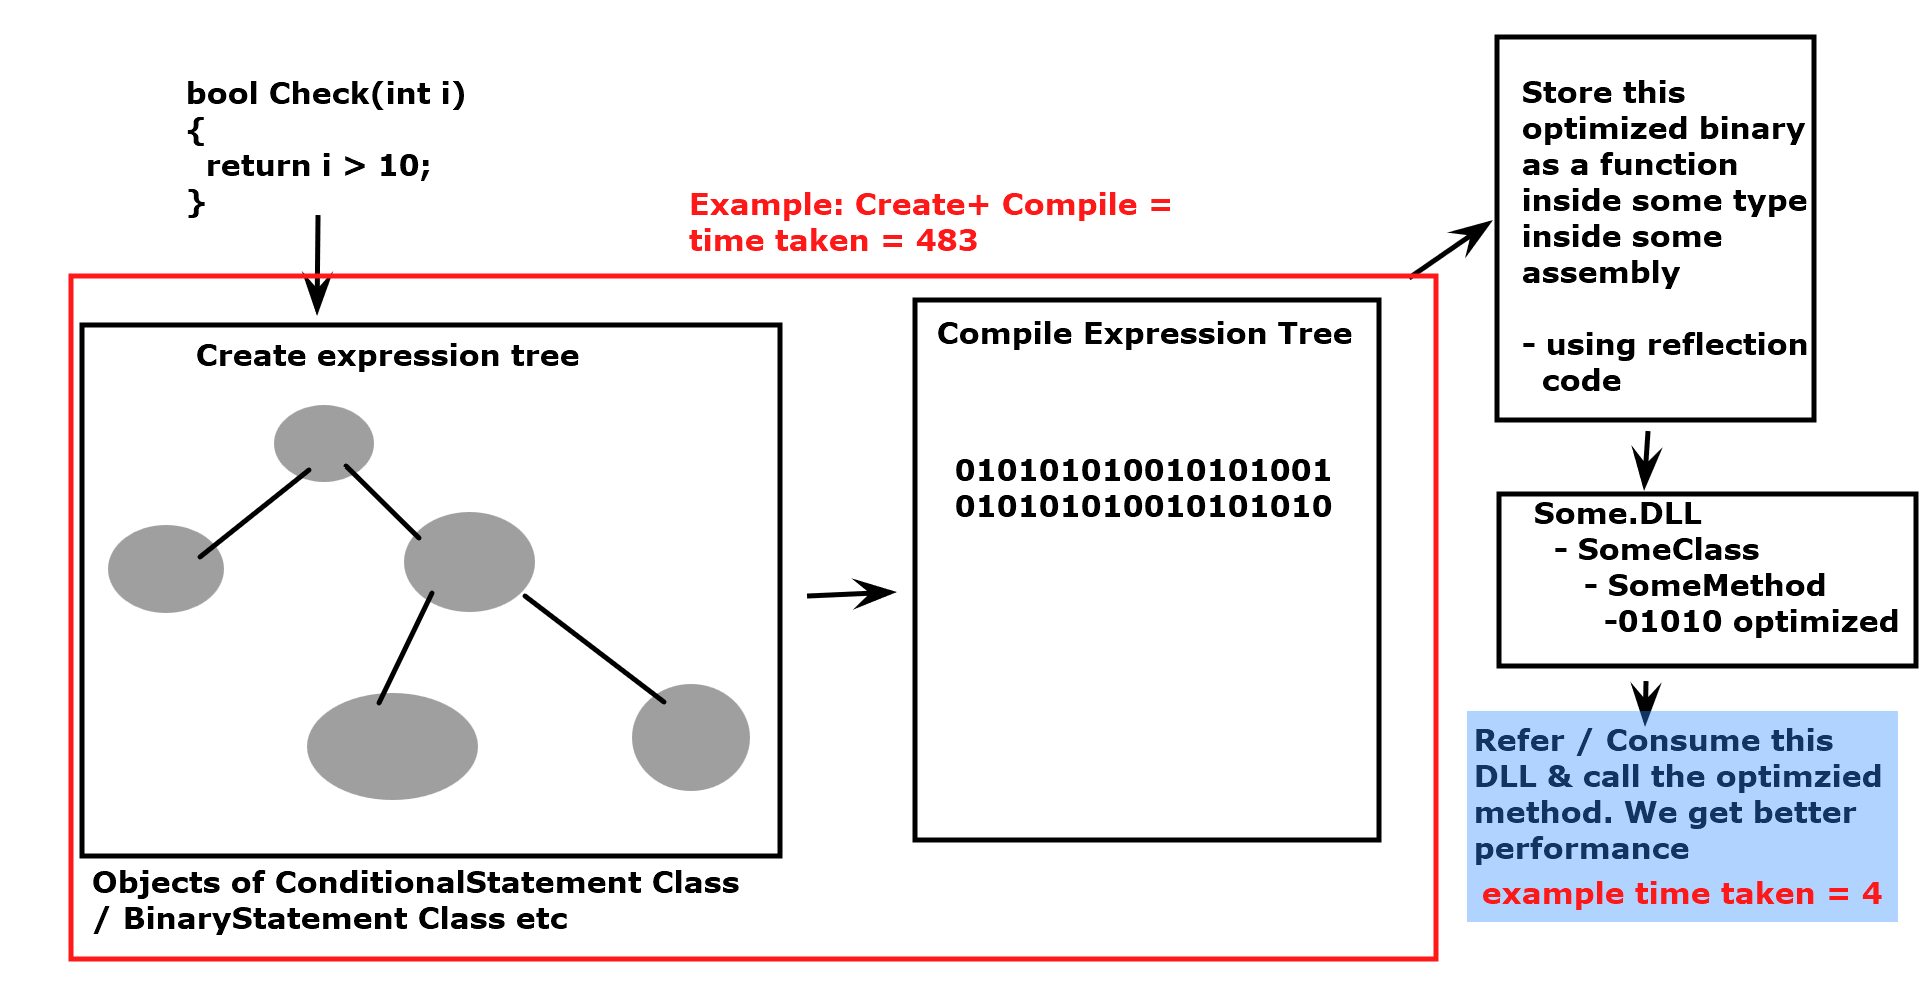 bool Check(int i)
{
return i > 10;
}
Example: Create+ Compile =
time taken = 483
Create expression tree
Objects of ConditionalStatement Class
/ BinaryStatement Class etc
Compile Expression Tree
010101010010101001
010101010010101010
Store this
optimized binary
as a function
inside some type
inside some
assembly
- using reflection
code
Some.DLL
- SomeClass
- SomeMethod
-01010 optimized
Refer / Consume this
DLL & call the optimzied
method. We get better
performance
example time taken = 4